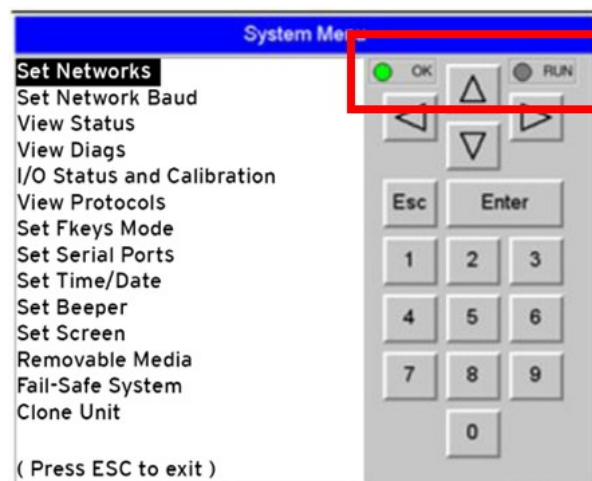 System Menu
Set Networks
OK
RUN
Set Network Baud
View Status
View Diags
I/O Status and Calibration
View Protocols
Esc
Enter
Set Fkeys Mode
Set Serial Ports
1 2 3
Set Time/Date
Set Beeper
4 5 6
Set Screen
Removable Media
7 8 9
Fail-Safe System
Clone Unit
0
( Press ESC to exit )